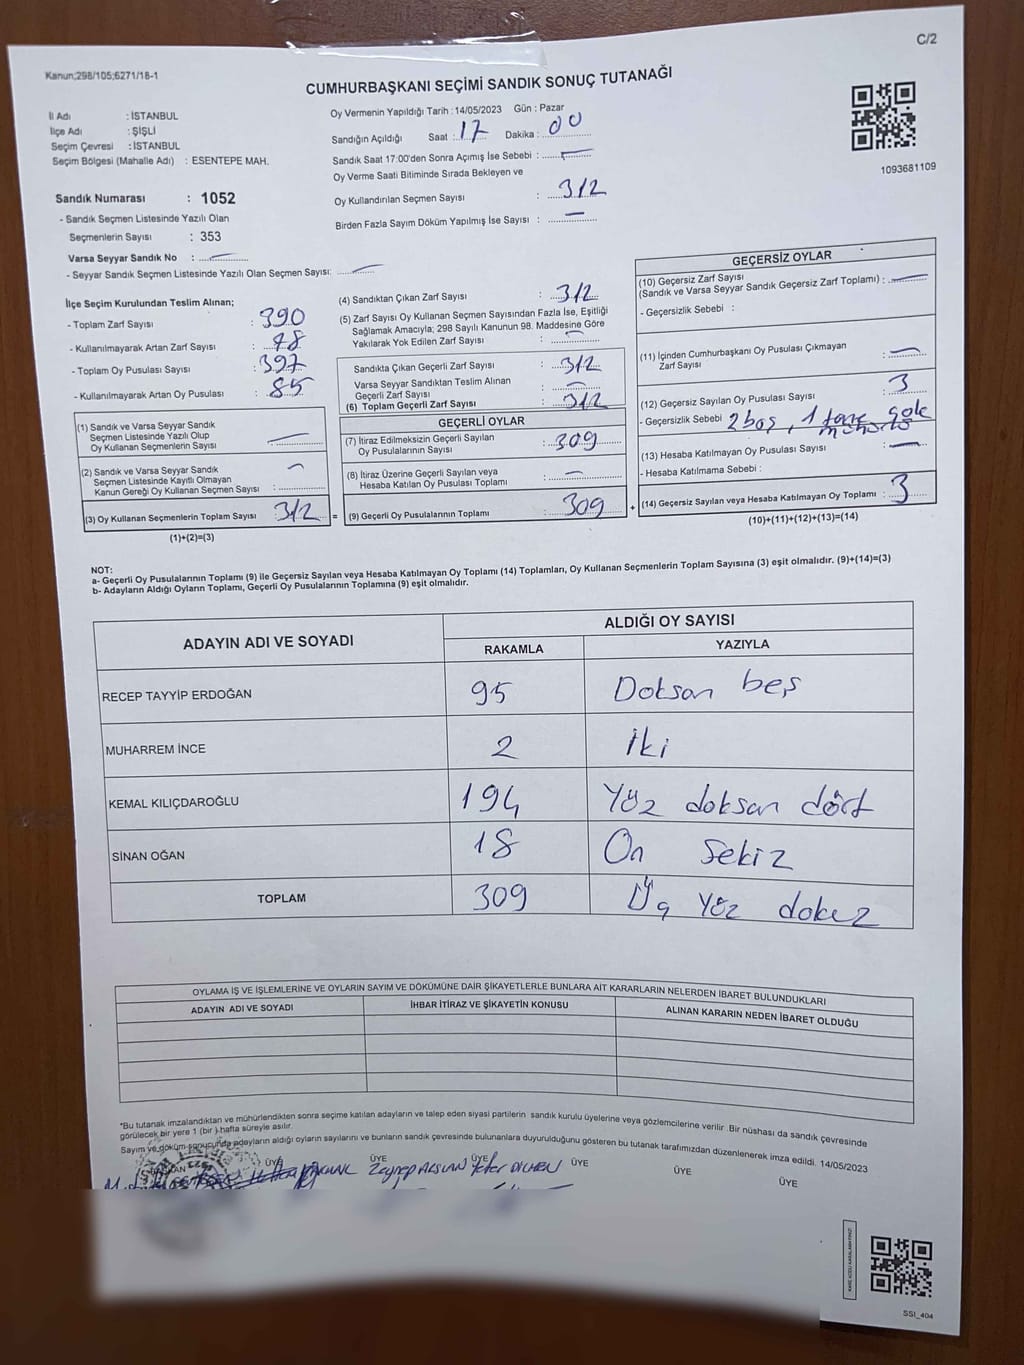 C/2
Kanun;298/105;6271/18-1
CUMHURBAŞKANI SEÇİMİ SANDIK SONUÇ TUTANAĞI
İl Adı : İSTANBUL
İlçe Adı : ŞİŞLİ
Seçim Çevresi : İSTANBUL
Seçim Bölgesi (Mahalle Adı) : ESENTEPE MAH.
Oy Vermenin Yapıldığı Tarih : 14/05/2023 Gün : Pazar
Sandığın Açıldığı Saat : 17 Dakika : 00
Sandık Saat 17:00'den Sonra Açımış İse Sebebi : —
Oy Verme Saati Bitiminde Sırada Bekleyen ve
Oy Kullandırılan Seçmen Sayısı : 312
Birden Fazla Sayım Döküm Yapılmış İse Sayısı : —
1093681109
Sandık Numarası : 1052
- Sandık Seçmen Listesinde Yazılı Olan
Seçmenlerin Sayısı : 353
Varsa Seyyar Sandık No : —
- Seyyar Sandık Seçmen Listesinde Yazılı Olan Seçmen Sayısı: —
İlçe Seçim Kurulundan Teslim Alınan;
- Toplam Zarf Sayısı : 390
- Kullanılmayarak Artan Zarf Sayısı : 78
- Toplam Oy Pusulası Sayısı : 397
- Kullanılmayarak Artan Oy Pusulası : 85
(1) Sandık ve Varsa Seyyar Sandık
Seçmen Listesinde Yazılı Olup
Oy Kullanan Seçmenlerin Sayısı : —
(2) Sandık ve Varsa Seyyar Sandık
Seçmen Listesinde Kayıtlı Olmayan
Kanun Gereği Oy Kullanan Seçmen Sayısı : —
(3) Oy Kullanan Seçmenlerin Toplam Sayısı : 312 =
(1)+(2)=(3)
(4) Sandıktan Çıkan Zarf Sayısı : 312
(5) Zarf Sayısı Oy Kullanan Seçmen Sayısından Fazla İse, Eşitliği
Sağlamak Amacıyla; 298 Sayılı Kanunun 98. Maddesine Göre
Yakılarak Yok Edilen Zarf Sayısı : —
Sandıkta Çıkan Geçerli Zarf Sayısı : 312
Varsa Seyyar Sandıktan Teslim Alınan
Geçerli Zarf Sayısı : —
(6) Toplam Geçerli Zarf Sayısı : 312
GEÇERLİ OYLAR
(7) İtiraz Edilmeksizin Geçerli Sayılan
Oy Pusulasının Sayısı : 309
(8) İtiraz Üzerine Geçerli Sayılan veya
Hesaba Katılan Oy Pusulası Toplamı : —
(9) Geçerli Oy Pusulalarının Toplamı : 309 +
GEÇERSİZ OYLAR
(10) Geçersiz Zarf Sayısı
(Sandık ve Varsa Seyyar Sandık Geçersiz Zarf Toplamı) : —
- Geçersizlik Sebebi :
(11) İçinden Cumhurbaşkanı Oy Pusulası Çıkmayan
Zarf Sayısı : —
(12) Geçersiz Sayılan Oy Pusulası Sayısı : 3
- Geçersizlik Sebebi : 2 boş, 1 tane çok
mühürlü
(13) Hesaba Katılmayan Oy Pusulası Sayısı : —
- Hesaba Katılmama Sebebi :
(14) Geçersiz Sayılan veya Hesaba Katılmayan Oy Toplamı : 3
(10)+(11)+(12)+(13)=(14)
NOT:
a- Geçerli Oy Pusulalarının Toplamı (9) ile Geçersiz Sayılan veya Hesaba Katılmayan Oy Toplamı (14) Toplamları, Oy Kullanan Seçmenlerin Toplam Sayısına (3) eşit olmalıdır. (9)+(14)=(3)
b- Adayların Aldığı Oyların Toplamı, Geçerli Oy Pusulalarının Toplamına (9) eşit olmalıdır.
ADAYIN ADI VE SOYADI
ALDIĞI OY SAYISI
RAKAMLA YAZIYLA
RECEP TAYYİP ERDOĞAN 95 Doksan beş
MUHARREM İNCE 2 İki
KEMAL KILIÇDAROĞLU 194 Yüz doksan dört
SİNAN OĞAN 18 On Sekiz
TOPLAM 309 Üç Yüz dokuz
OYLAMA İŞ VE İŞLEMLERİNE VE OYLARIN SAYIM VE DÖKÜMÜNE DAİR ŞİKAYETLERLE BUNLARA AİT KARARLARIN NELERDEN İBARET BULUNDUKLARI
ADAYIN ADI VE SOYADI İHBAR İTİRAZ VE ŞİKAYETİN KONUSU ALINAN KARARIN NEDEN İBARET OLDUĞU
*Bu tutanak imzalandıktan ve mühürlendikten sonra seçime katılan adayların ve talep eden siyasi partilerin sandık kurulu üyelerine veya gözlemcilerine verilir. Bir nüshası da sandık çevresinde
görülecek bir yere 1 (bir ) hafta süreyle asılır.
Sayım ve döküm sonucunda adayların aldığı oyların sayılarını ve bunların sandık çevresinde bulunanlara duyurulduğunu gösteren bu tutanak tarafımızdan düzenlenerek imza edildi. 14/05/2023
ÜYE ÜYE ÜYE ÜYE ÜYE ÜYE
Zeynep ARSLAN
SSI_404